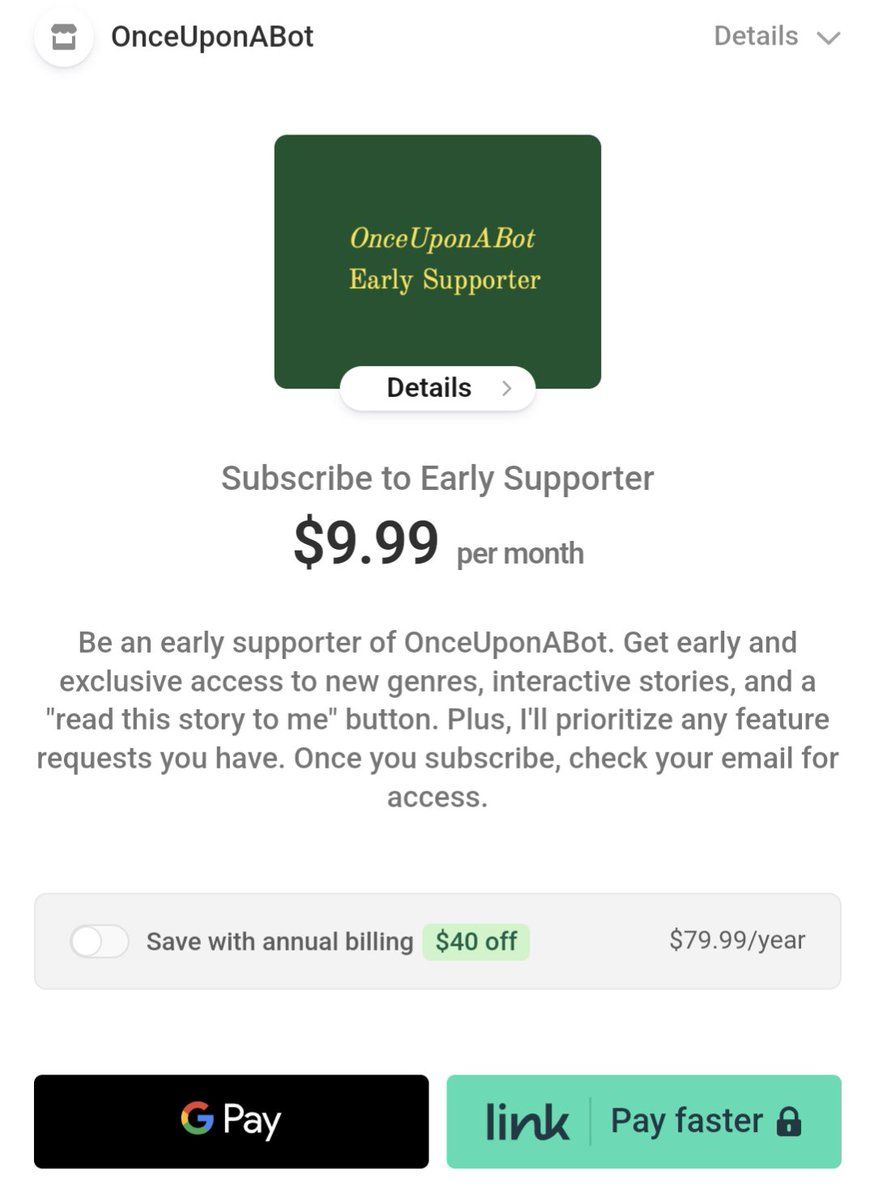 OnceUponABot
Details
OnceUponABot
Early Supporter
Details
Subscribe to Early Supporter
$9.99 per month
Be an early supporter of OnceUponABot. Get early and
exclusive access to new genres, interactive stories, and a
"read this story to me" button. Plus, I'll prioritize any feature
requests you have. Once you subscribe, check your email for
access.
Save with annual billing $40 off $79.99/year
G Pay
link Pay faster